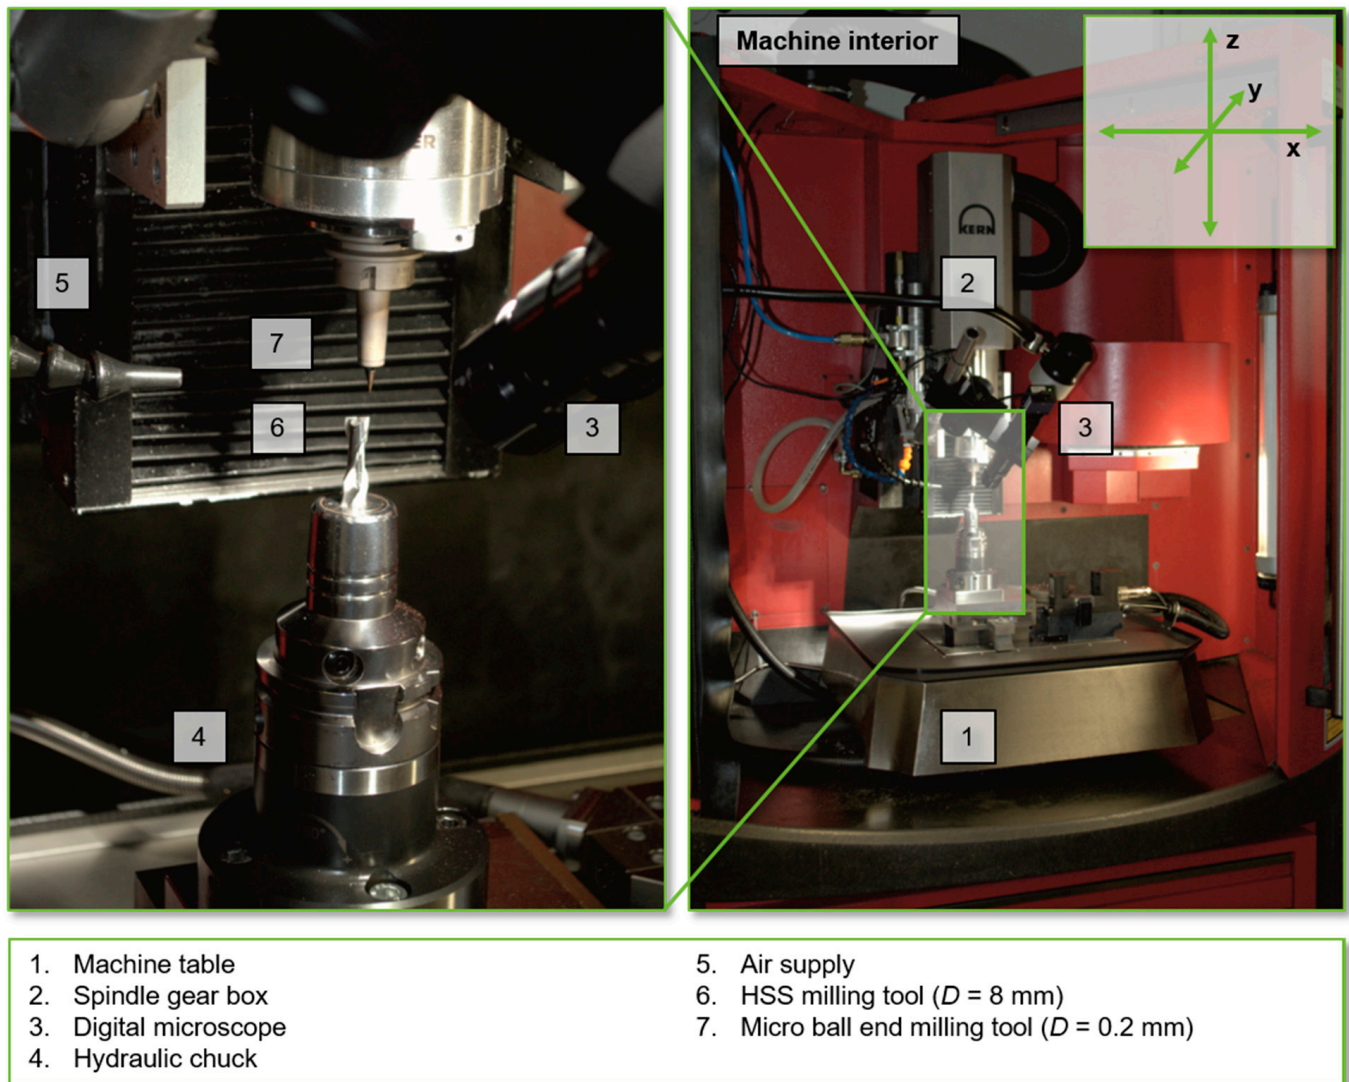 Machine interior
z
y
x
KERN
ER
5
7
6
3
4
2
3
1
1. Machine table
2. Spindle gear box
3. Digital microscope
4. Hydraulic chuck
5. Air supply
6. HSS milling tool (D = 8 mm)
7. Micro ball end milling tool (D = 0.2 mm)